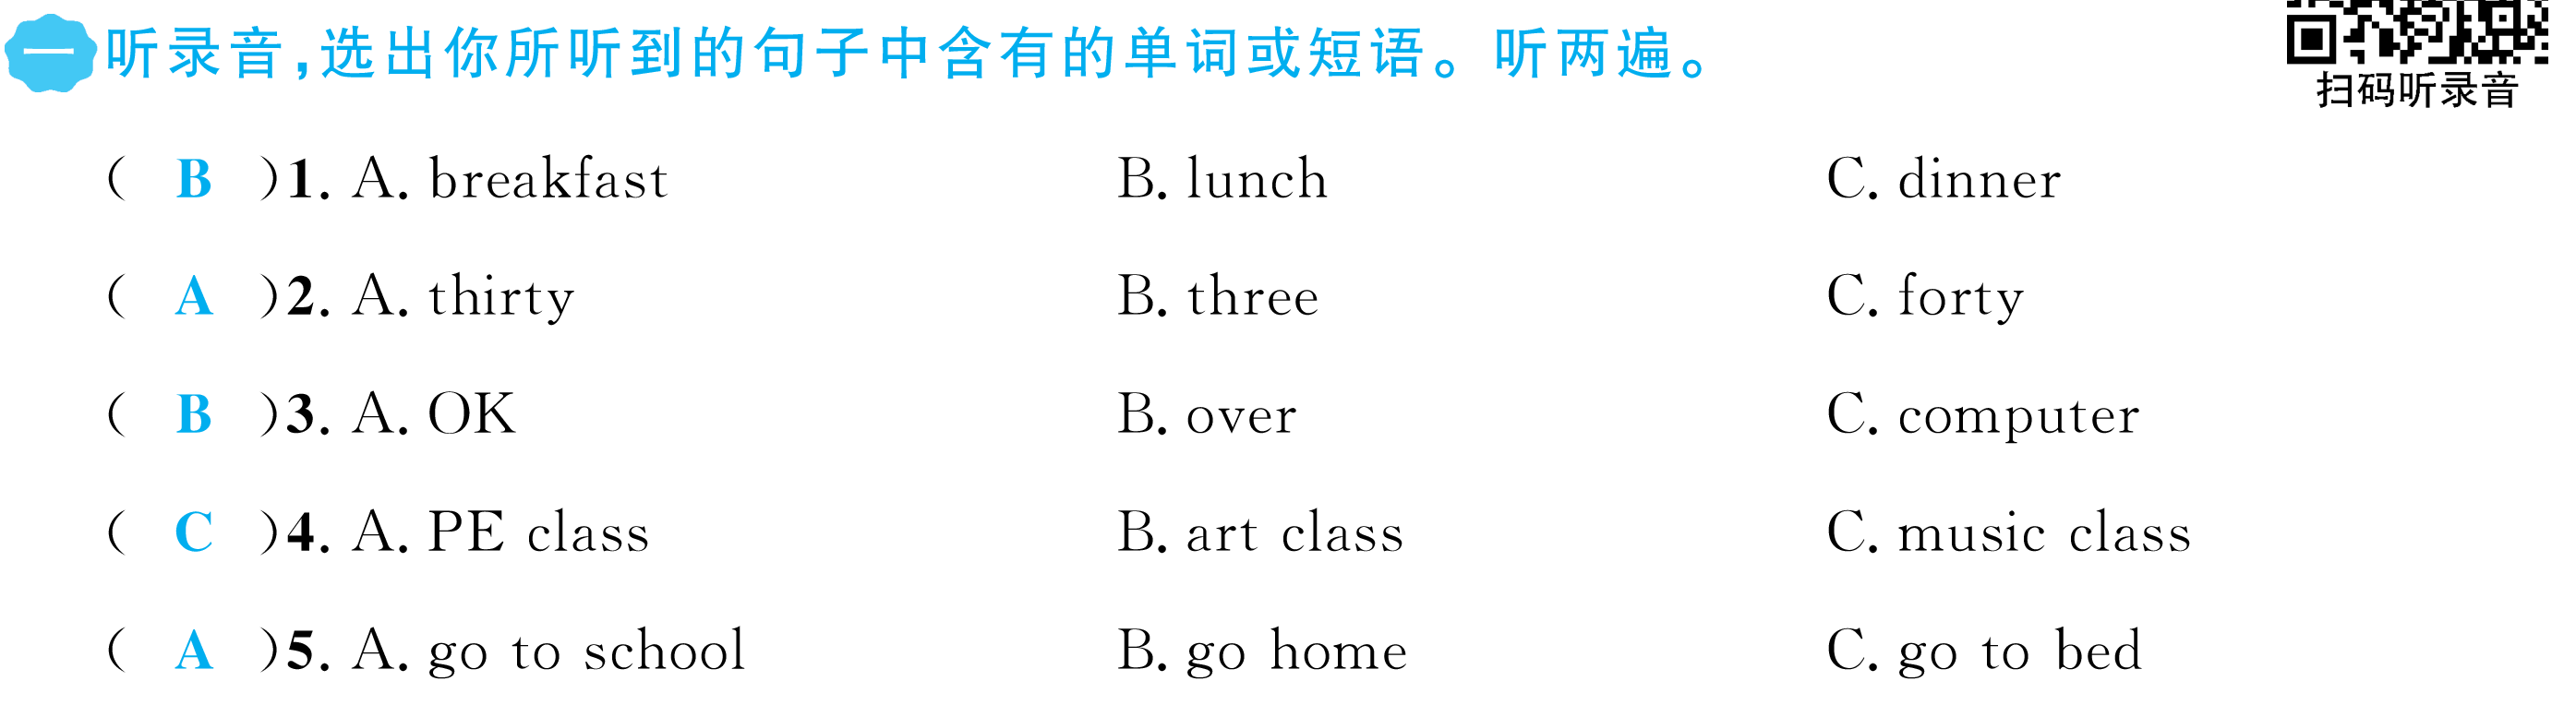 一 听录音,选出你所听到的句子中含有的单词或短语。听两遍。
扫码听录音
( B )1. A. breakfast B. lunch C. dinner
( A )2. A. thirty B. three C. forty
( B )3. A. OK B. over C. computer
( C )4. A. PE class B. art class C. music class
( A )5. A. go to school B. go home C. go to bed